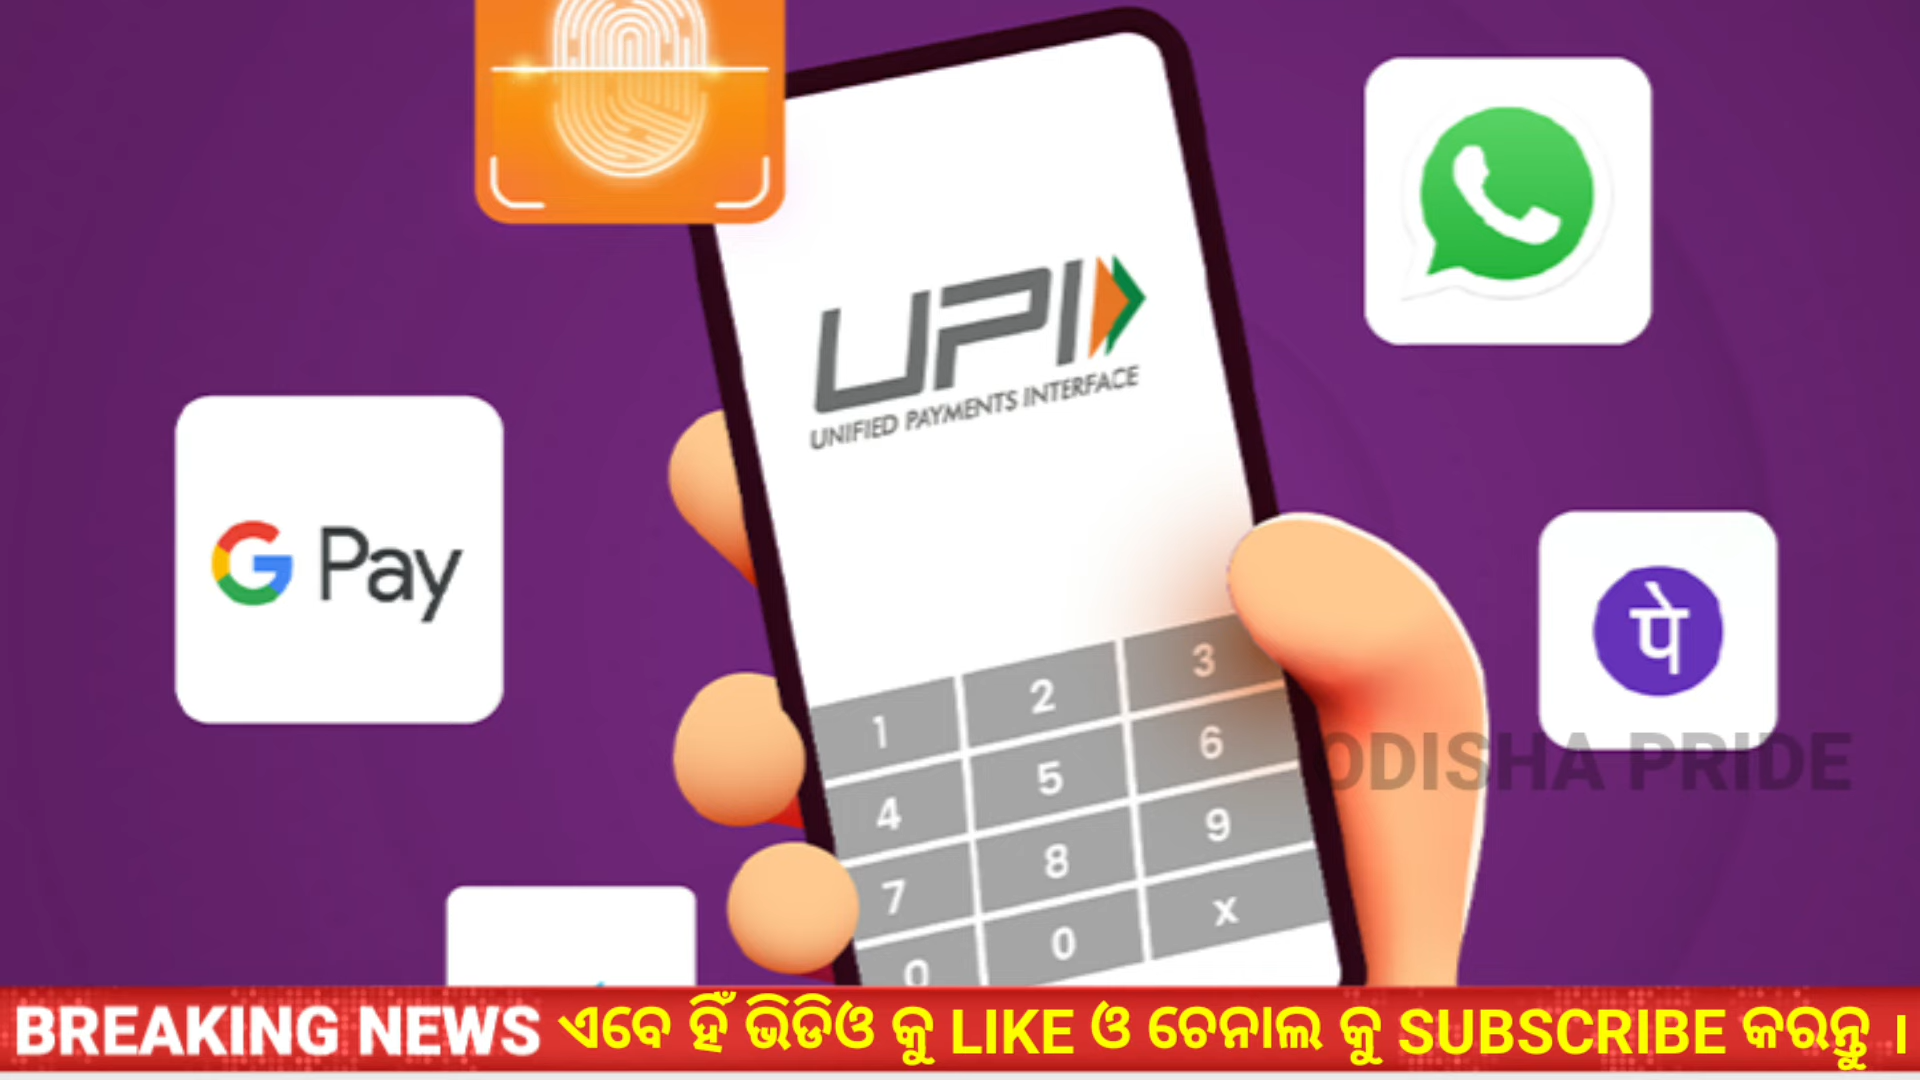 UPI
UNIFIED PAYMENTS INTERFACE
G Pay
पे
1 2 3
4 5 6
7 8 9
0 0 x
ODISHA PRIDE
BREAKING NEWS ଏବେ ହିଁ ଭିଡିଓ କୁ LIKE ଓ ଚେନାଲ କୁ SUBSCRIBE କରନ୍ତୁ ।